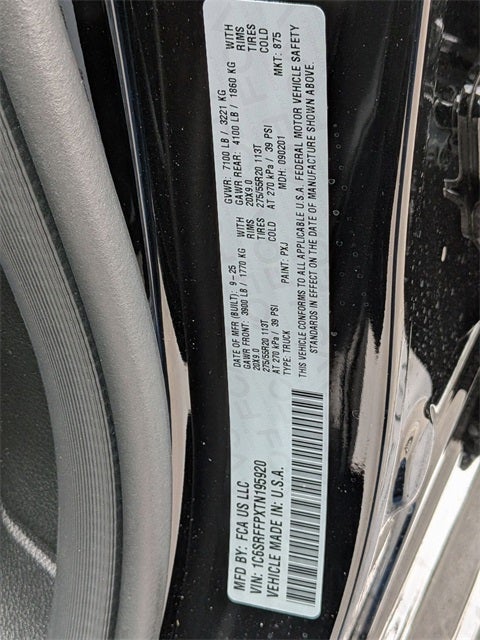 MFD BY: FCA US LLC
VIN: 1C6SRFFPXTN195920
VEHICLE MADE IN: U.S.A.
DATE OF MFR (BUILT): 9-25
GAWR FRONT: 3900 LB / 1770 KG WITH
20X9.0 RIMS
275/55R20 113T TIRES
AT 270 kPa / 39 PSI COLD
TYPE: TRUCK PAINT: PXJ
GVWR: 7100 LB / 3221 KG
GAWR REAR: 4100 LB / 1860 KG WITH
20X9.0 RIMS
275/55R20 113T TIRES
AT 270 kPa / 39 PSI COLD
MDH: 090201 MKT: 875
THIS VEHICLE CONFORMS TO ALL APPLICABLE U.S.A. FEDERAL MOTOR VEHICLE SAFETY
STANDARDS IN EFFECT ON THE DATE OF MANUFACTURE SHOWN ABOVE.